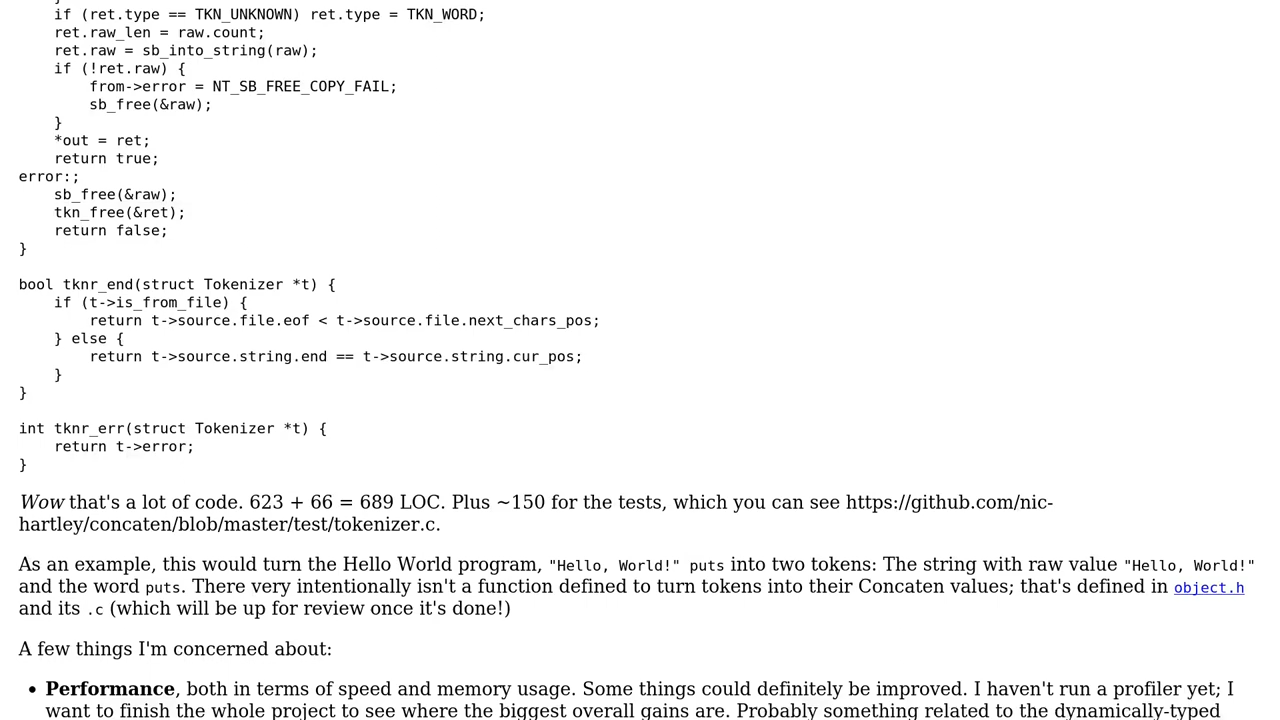 if (ret.type == TKN_UNKNOWN) ret.type = TKN_WORD;
    ret.raw_len = raw.count;
    ret.raw = sb_into_string(raw);
    if (!ret.raw) {
        from->error = NT_SB_FREE_COPY_FAIL;
        sb_free(&raw);
    }
    *out = ret;
    return true;
error:;
    sb_free(&raw);
    tkn_free(&ret);
    return false;
}

bool tknr_end(struct Tokenizer *t) {
    if (t->is_from_file) {
        return t->source.file.eof < t->source.file.next_chars_pos;
    } else {
        return t->source.string.end == t->source.string.cur_pos;
    }
}

int tknr_err(struct Tokenizer *t) {
    return t->error;
}
Wow that's a lot of code. 623 + 66 = 689 LOC. Plus ~150 for the tests, which you can see https://github.com/nic-
hartley/concaten/blob/master/test/tokenizer.c.
As an example, this would turn the Hello World program, "Hello, World!" puts into two tokens: The string with raw value "Hello, World!"
and the word puts. There very intentionally isn't a function defined to turn tokens into their Concaten values; that's defined in object.h
and its .c (which will be up for review once it's done!)
A few things I'm concerned about:
• Performance, both in terms of speed and memory usage. Some things could definitely be improved. I haven't run a profiler yet; I
want to finish the whole project to see where the biggest overall gains are. Probably something related to the dynamically-typed